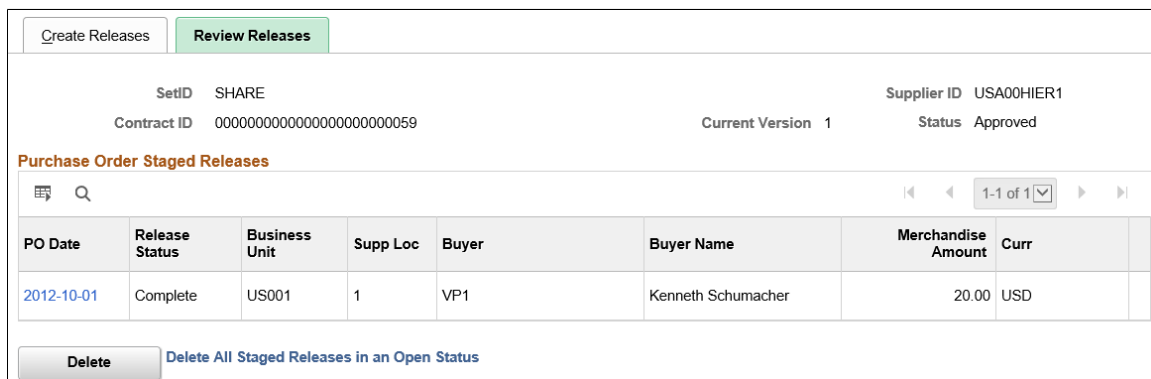 Create Releases Review Releases
SetID SHARE Supplier ID USA00HIER1
Contract ID 0000000000000000000000059 Current Version 1 Status Approved
Purchase Order Staged Releases
1-1 of 1
PO Date Release Status Business Unit Supp Loc Buyer Buyer Name Merchandise Amount Curr
2012-10-01 Complete US001 1 VP1 Kenneth Schumacher 20.00 USD
Delete Delete All Staged Releases in an Open Status